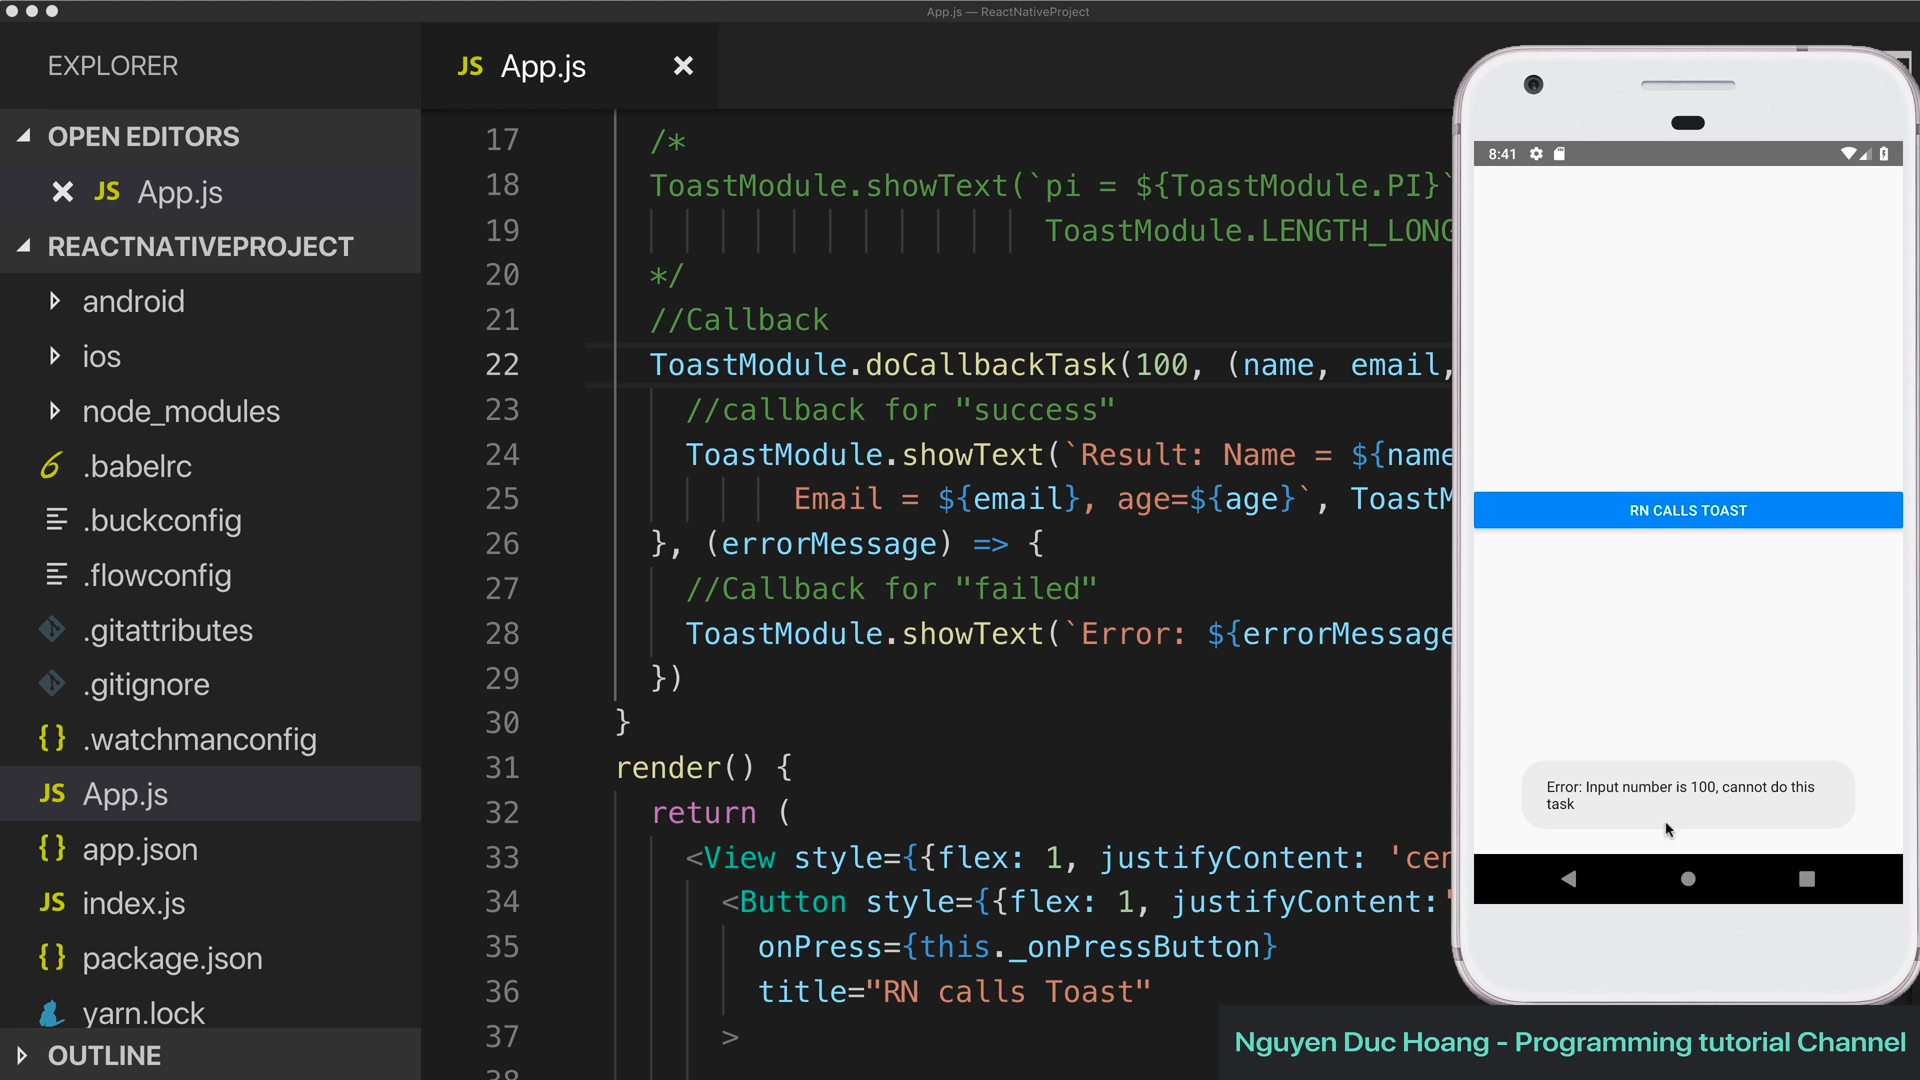 App.js — ReactNativeProject
EXPLORER
OPEN EDITORS
JS App.js
REACTNATIVEPROJECT
android
ios
node_modules
.babelrc
.buckconfig
.flowconfig
.gitattributes
.gitignore
{} .watchmanconfig
JS App.js
{} app.json
JS index.js
{} package.json
yarn.lock
OUTLINE
JS App.js
17 /*
18 ToastModule.showText(`pi = ${ToastModule.PI}`
19 ToastModule.LENGTH_LONG
20 */
21 //Callback
22 ToastModule.doCallbackTask(100, (name, email,
23 //callback for "success"
24 ToastModule.showText(`Result: Name = ${name
25 Email = ${email}, age=${age}`, ToastM
26 }, (errorMessage) => {
27 //Callback for "failed"
28 ToastModule.showText(`Error: ${errorMessage
29 })
30 }
31 render() {
32 return (
33 <View style={{flex: 1, justifyContent: 'cen
34 <Button style={{flex: 1, justifyContent:'
35 onPress={this._onPressButton}
36 title="RN calls Toast"
37 >
38
8:41
RN CALLS TOAST
Error: Input number is 100, cannot do this
task
Nguyen Duc Hoang - Programming tutorial Channel